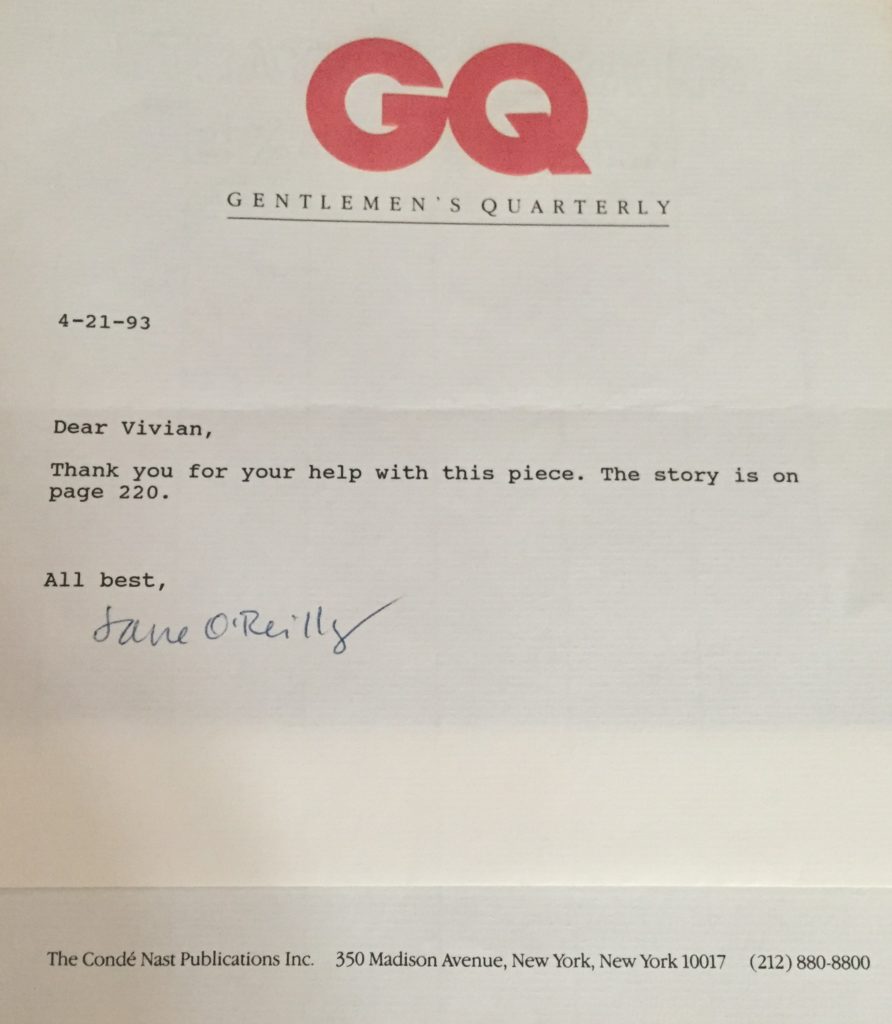 GQ
GENTLEMEN'S QUARTERLY
4-21-93
Dear Vivian,
Thank you for your help with this piece. The story is on
page 220.
All best,
Jane O'Reilly
The Condé Nast Publications Inc. 350 Madison Avenue, New York, New York 10017 (212) 880-8800